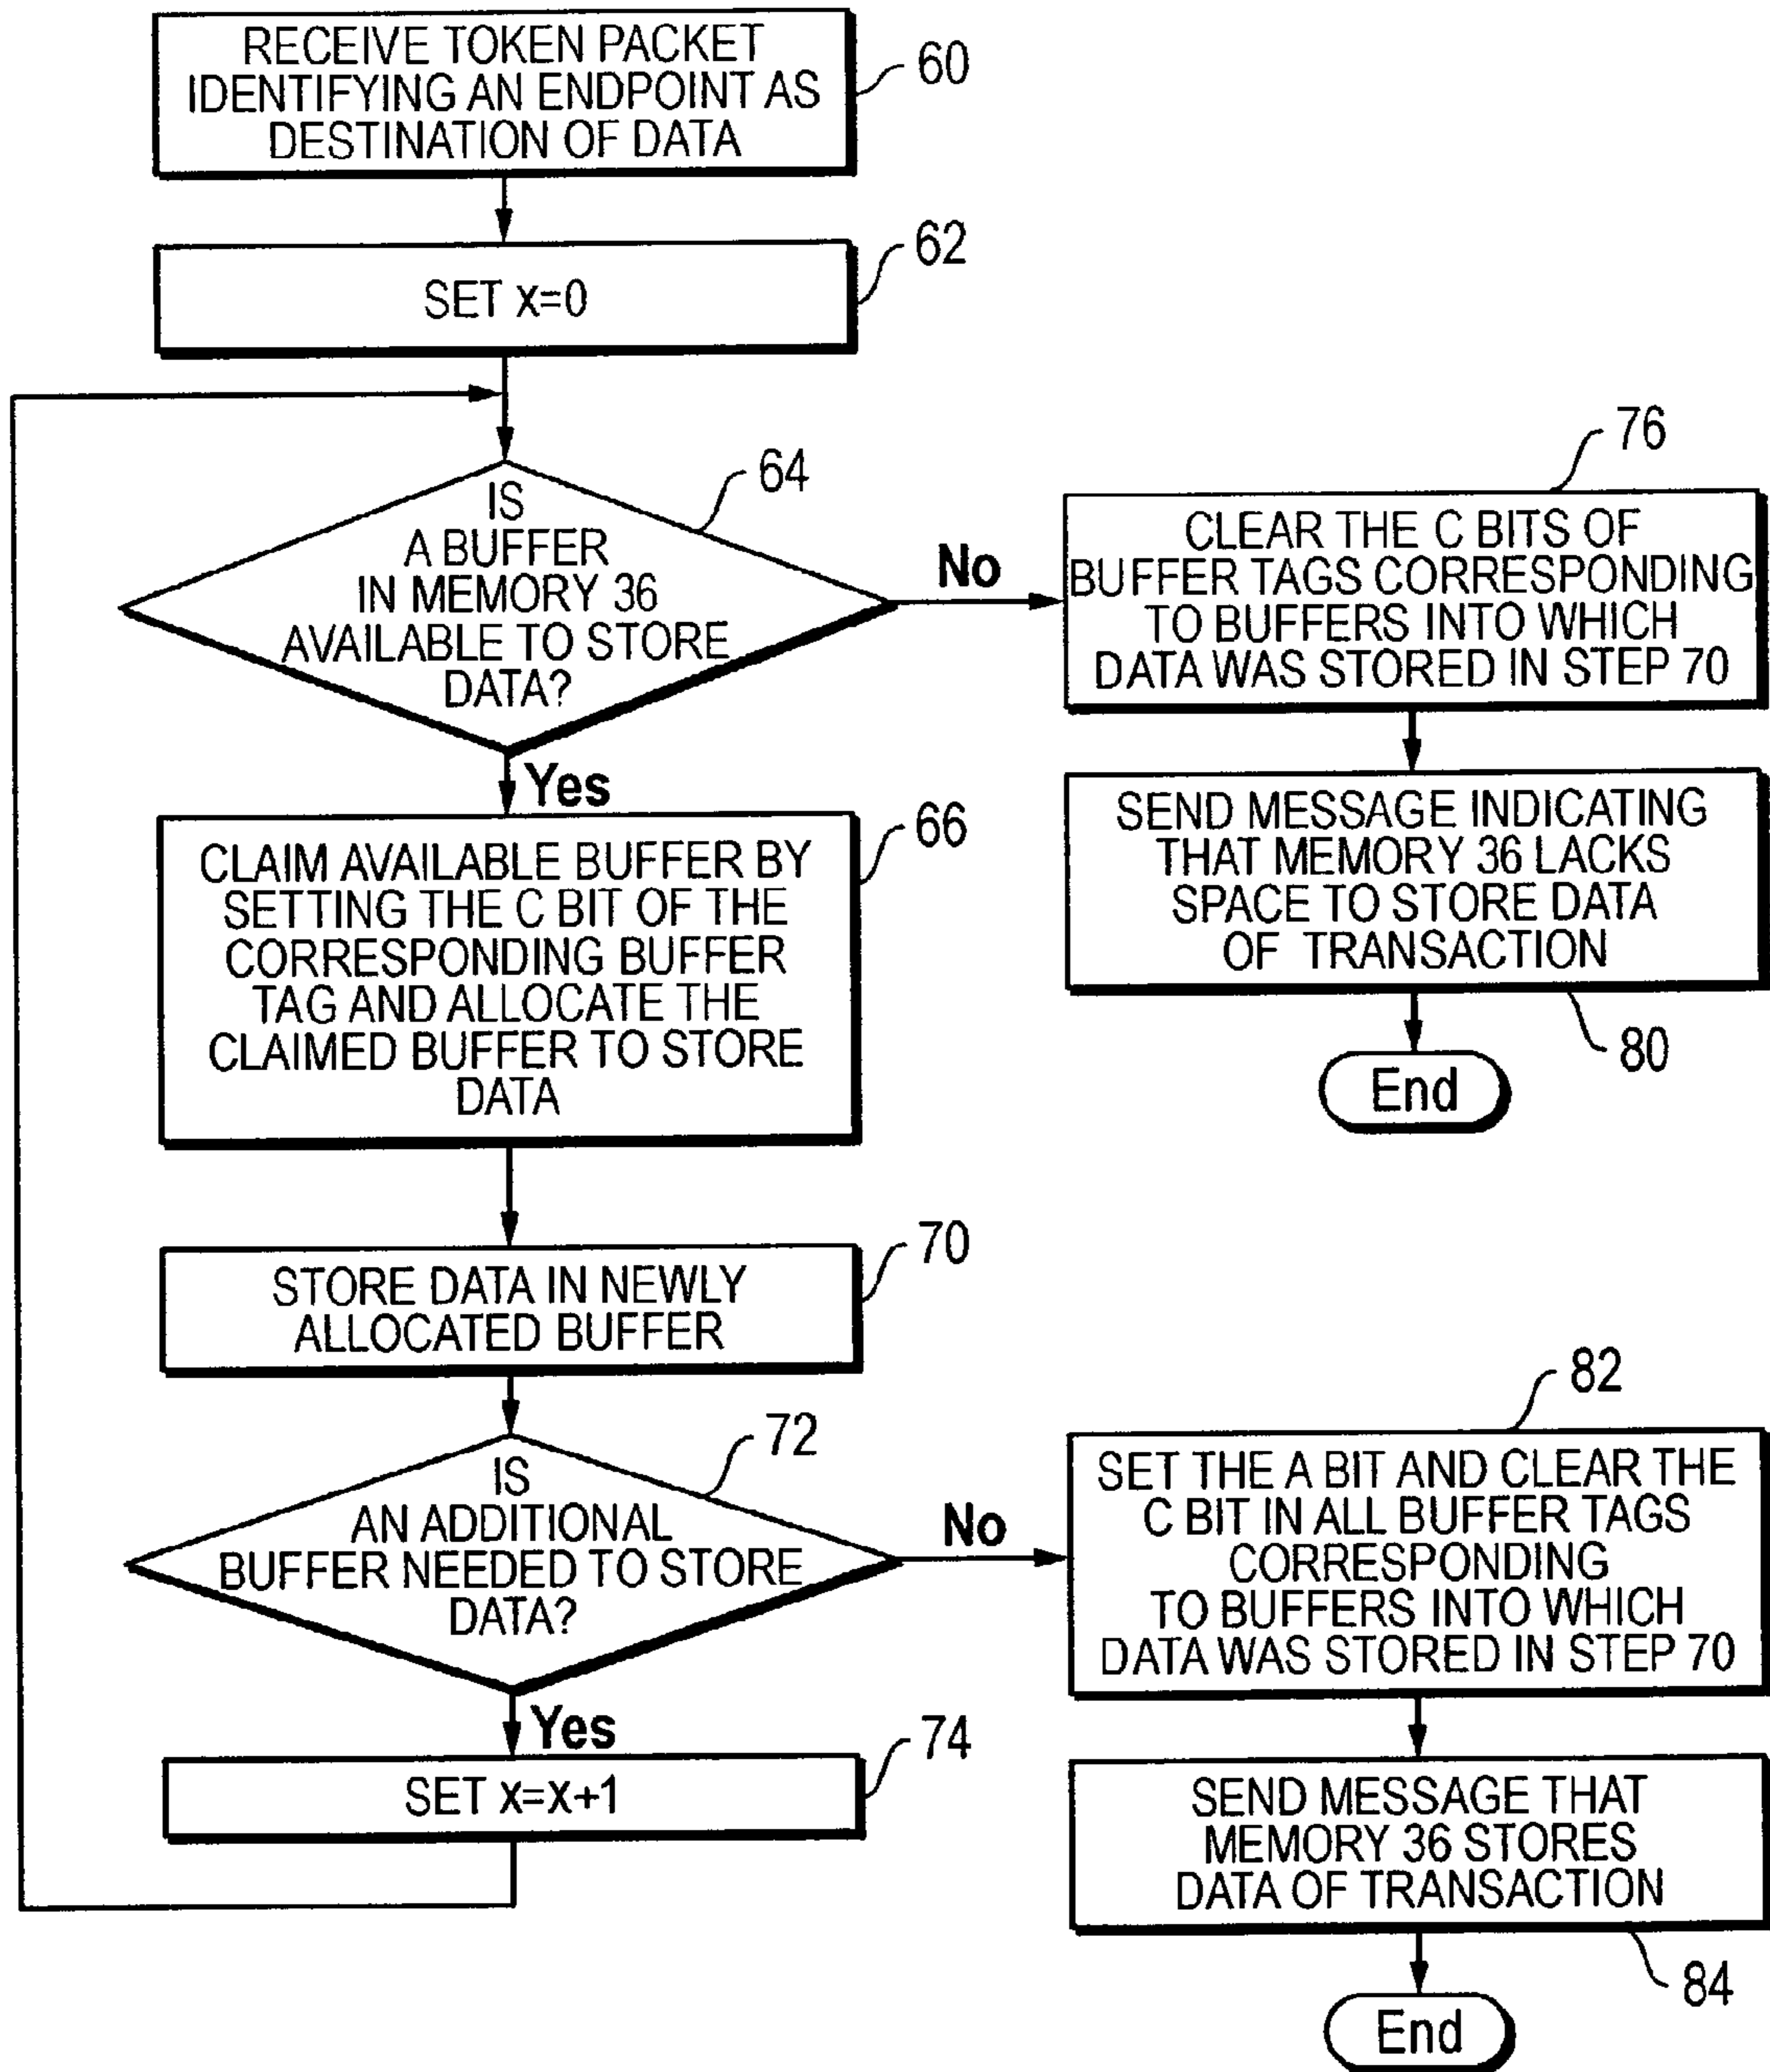 RECEIVE TOKEN PACKET
IDENTIFYING AN ENDPOINT AS
DESTINATION OF DATA
60
SET X=0
62
IS
A BUFFER
IN MEMORY 36
AVAILABLE TO STORE
DATA?
64
No
76
CLEAR THE C BITS OF
BUFFER TAGS CORRESPONDING
TO BUFFERS INTO WHICH
DATA WAS STORED IN STEP 70
SEND MESSAGE INDICATING
THAT MEMORY 36 LACKS
SPACE TO STORE DATA
OF TRANSACTION
80
End
Yes
66
CLAIM AVAILABLE BUFFER BY
SETTING THE C BIT OF THE
CORRESPONDING BUFFER
TAG AND ALLOCATE THE
CLAIMED BUFFER TO STORE
DATA
70
STORE DATA IN NEWLY
ALLOCATED BUFFER
72
IS
AN ADDITIONAL
BUFFER NEEDED TO STORE
DATA?
No
82
SET THE A BIT AND CLEAR THE
C BIT IN ALL BUFFER TAGS
CORRESPONDING
TO BUFFERS INTO WHICH
DATA WAS STORED IN STEP 70
Yes
74
SET X=X+1
SEND MESSAGE THAT
MEMORY 36 STORES
DATA OF TRANSACTION
84
End